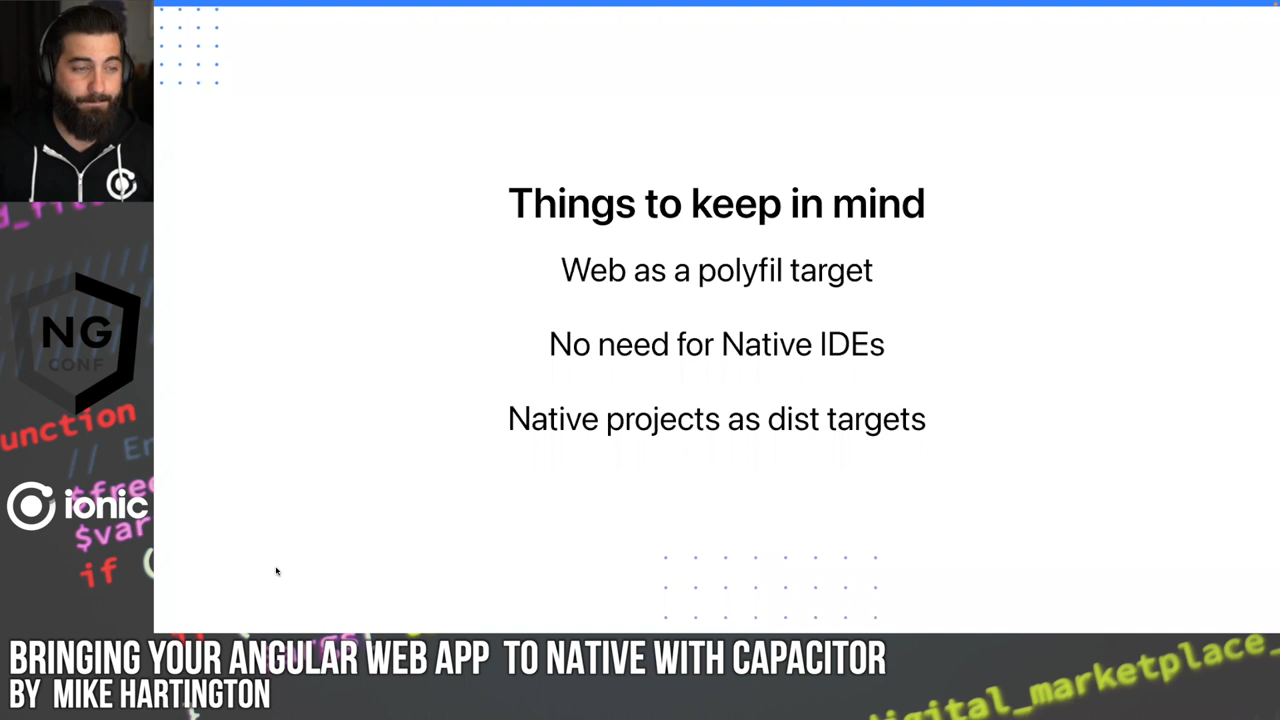 Things to keep in mind
Web as a polyfil target
No need for Native IDEs
Native projects as dist targets
NG
CONF
unction
//
ionic
$var
if (
BRINGING YOUR ANGULAR WEB APP TO NATIVE WITH CAPACITOR
BY MIKE HARTINGTON
digital_marketplace_